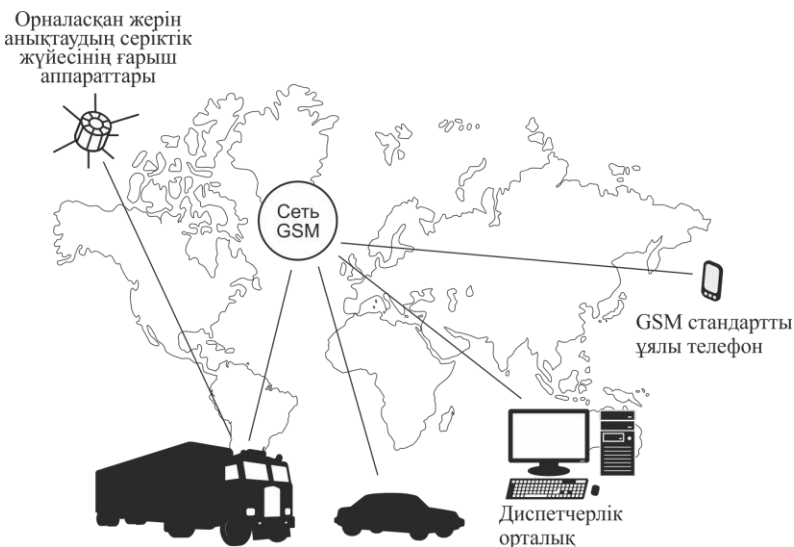 Орналасқан жерін
анықтаудың серіктік
жүйесінің ғарыш
аппараттары
Сеть
GSM
GSM стандартты
ұялы телефон
Диспетчерлік
орталық